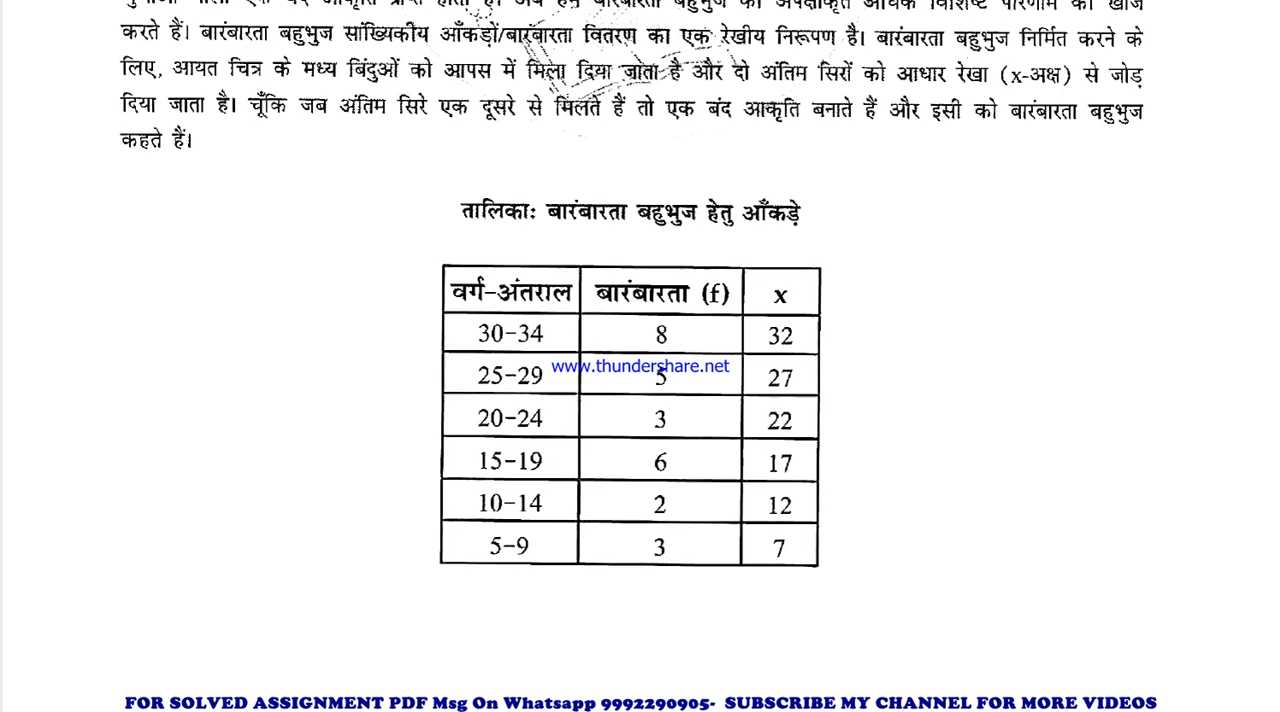 करते हैं। बारंबारता बहुभुज सांख्यिकीय आँकड़ों/बारंबारता वितरण का एक रेखीय निरूपण है। बारंबारता बहुभुज निर्मित करने के
लिए, आयत चित्र के मध्य बिंदुओं को आपस में मिला दिया जाता है और दो अंतिम सिरों को आधार रेखा (x-अक्ष) से जोड़
दिया जाता है। चूँकि जब अंतिम सिरे एक दूसरे से मिलते हैं तो एक बंद आकृति बनाते हैं और इसी को बारंबारता बहुभुज
कहते हैं।
तालिका: बारंबारता बहुभुज हेतु आँकड़े
वर्ग-अंतराल बारंबारता (f) x
30-34 8 32
www.thundershare.net
25-29 5 27
20-24 3 22
15-19 6 17
10-14 2 12
5-9 3 7
FOR SOLVED ASSIGNMENT PDF Msg On Whatsapp 9992290905- SUBSCRIBE MY CHANNEL FOR MORE VIDEOS